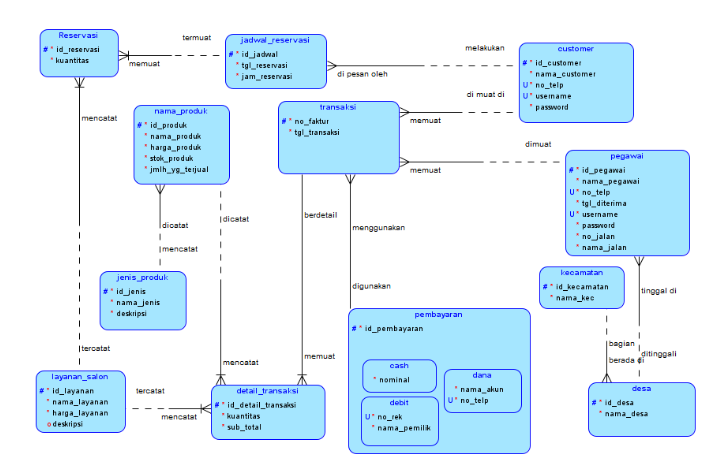 Reservasi
# * id_reservasi
* kuantitas
termuat
memuat
jadwal_reservasi
# * id_jadwal
* tgl_reservasi
* jam_reservasi
melakukan
di pesan oleh
customer
# * id_customer
* nama_customer
U * no_telp
U * username
* password
mencatat
nama_produk
# * id_produk
* nama_produk
* harga_produk
* stok_produk
* jmlh_yg_terjual
transaksi
# * no_faktur
* tgl_transaksi
di muat di
memuat
dimuat
memuat
pegawai
# * id_pegawai
* nama_pegawai
U * no_telp
* tgl_diterima
U * username
* password
* no_jalan
* nama_jalan
dicatat
mencatat
dicatat
berdetail
menggunakan
jenis_produk
# * id_jenis
* nama_jenis
* deskripsi
digunakan
kecamatan
# * id_kecamatan
* nama_kec
tinggal di
pembayaran
# * id_pembayaran
cash
* nominal
dana
* nama_akun
U * no_telp
debit
U * no_rek
* nama_pemilik
bagian
berada di
ditinggali
tercatat
mencatat
memuat
layanan_salon
# * id_layanan
* nama_layanan
* harga_layanan
o deskripsi
tercatat
mencatat
detail_transaksi
# * id_detail_transaksi
* kuantitas
* sub_total
desa
# * id_desa
* nama_desa